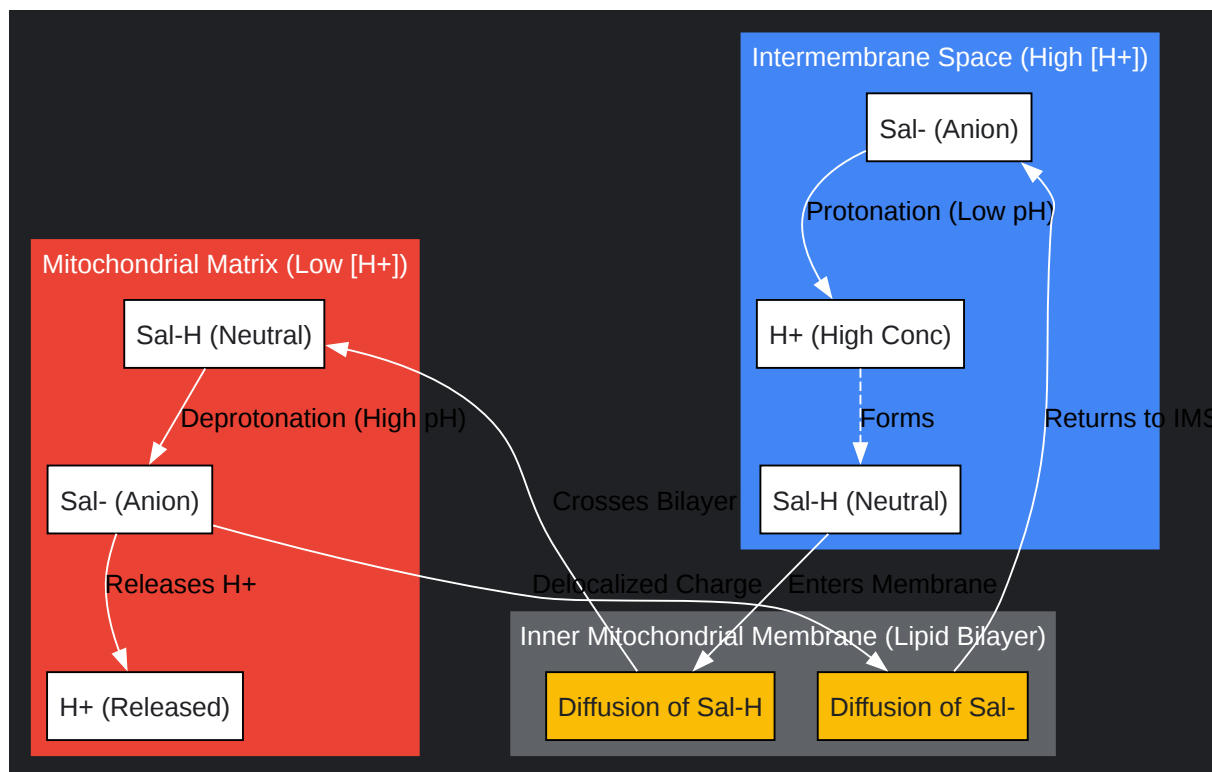 Intermembrane Space (High [H+])
Sal- (Anion)
Protonation (Low pH)
H+ (High Conc)
Forms
Sal-H (Neutral)
Mitochondrial Matrix (Low [H+])
Sal-H (Neutral)
Deprotonation (High pH)
Sal- (Anion)
Releases H+
H+ (Released)
Crosses Bilayer
Returns to IMS
Delocalized Charge
Enters Membrane
Inner Mitochondrial Membrane (Lipid Bilayer)
Diffusion of Sal-H
Diffusion of Sal-